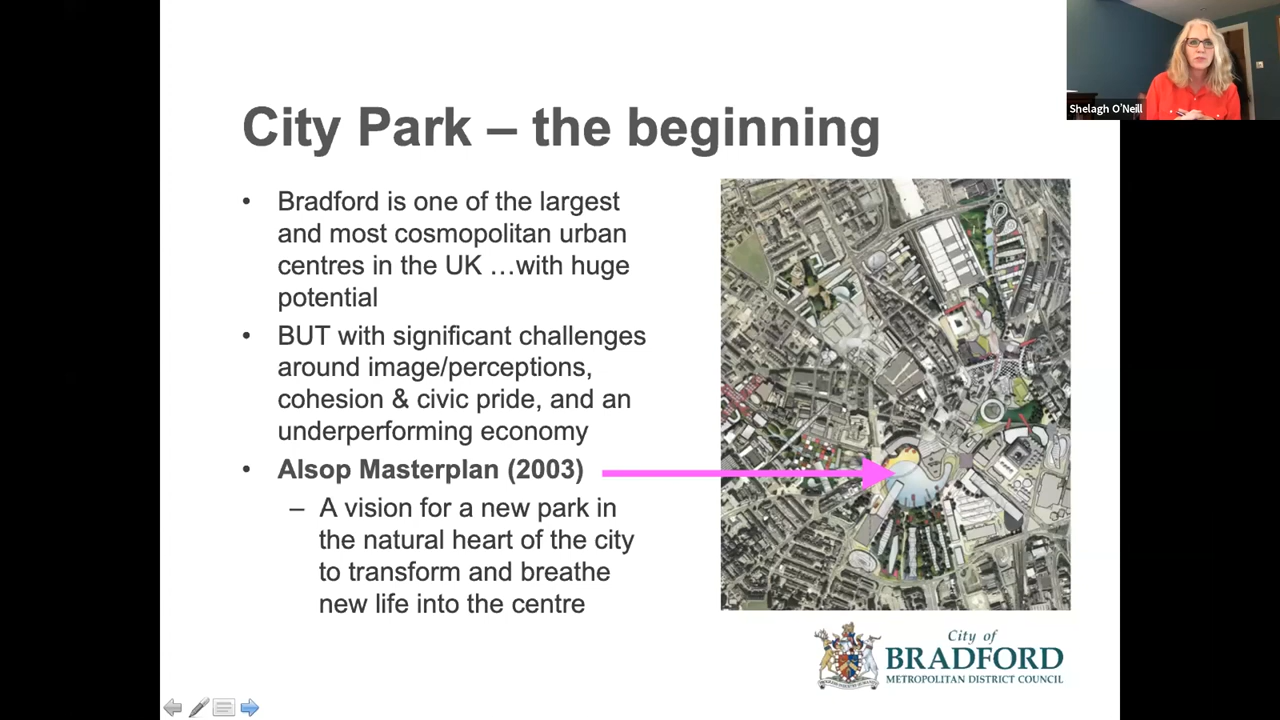 City Park – the beginning
• Bradford is one of the largest
and most cosmopolitan urban
centres in the UK …with huge
potential
• BUT with significant challenges
around image/perceptions,
cohesion & civic pride, and an
underperforming economy
• Alsop Masterplan (2003)
– A vision for a new park in
the natural heart of the city
to transform and breathe
new life into the centre
Shelagh O'Neill
City of
BRADFORD
METROPOLITAN DISTRICT COUNCIL